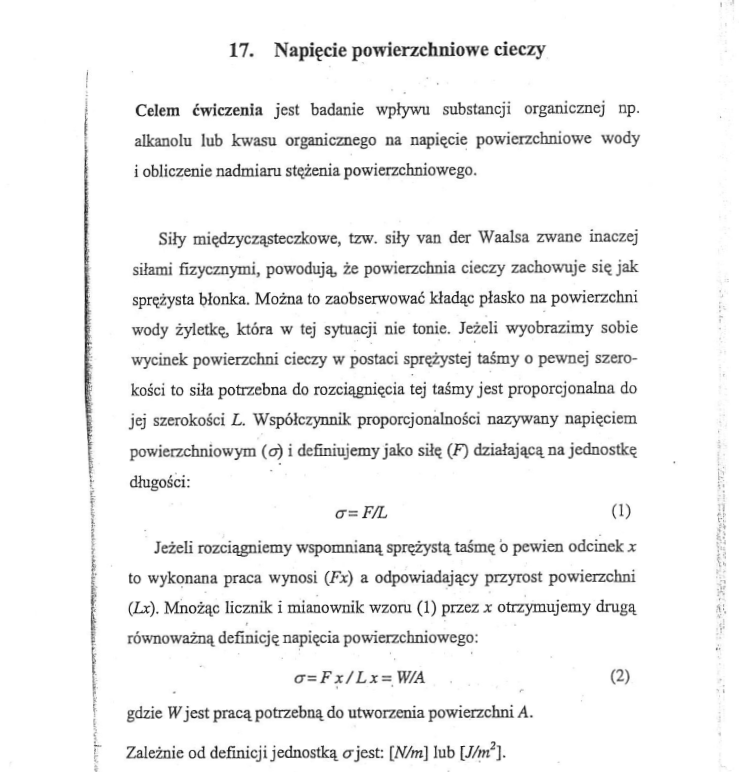 17. Napięcie powierzchniowe cieczy
Celem ćwiczenia jest badanie wpływu substancji organicznej np.
alkanolu lub kwasu organicznego na napięcie powierzchniowe wody
i obliczenie nadmiaru stężenia powierzchniowego.
Siły międzycząsteczkowe, tzw. siły van der Waalsa zwane inaczej
siłami fizycznymi, powodują, że powierzchnia cieczy zachowuje się jak
sprężysta błonka. Można to zaobserwować kładąc płasko na powierzchni
wody żyletkę, która w tej sytuacji nie tonie. Jeżeli wyobrazimy sobie
wycinek powierzchni cieczy w postaci sprężystej taśmy o pewnej szero-
kości to siła potrzebna do rozciągnięcia tej taśmy jest proporcjonalna do
jej szerokości L. Współczynnik proporcjonalności nazywany napięciem
powierzchniowym (σ) i definiujemy jako siłę (F) działającą na jednostkę
długości:
σ = F/L (1)
Jeżeli rozciągniemy wspomnianą sprężystą taśmę o pewien odcinek x
to wykonana praca wynosi (Fx) a odpowiadający przyrost powierzchni
(Lx). Mnożąc licznik i mianownik wzoru (1) przez x otrzymujemy drugą
równoważną definicję napięcia powierzchniowego:
σ = F x / L x = W/A (2)
gdzie W jest pracą potrzebną do utworzenia powierzchni A.
Zależnie od definicji jednostką σ jest: [N/m] lub [J/m²].